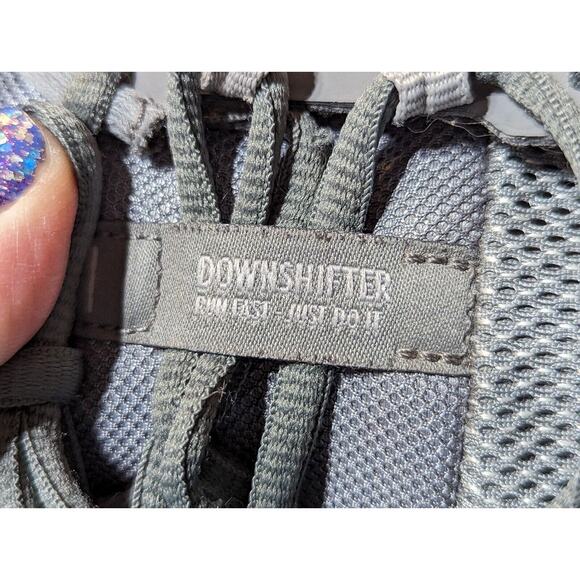 DOWNSHIFTER
RUN FAST - JUST DO IT